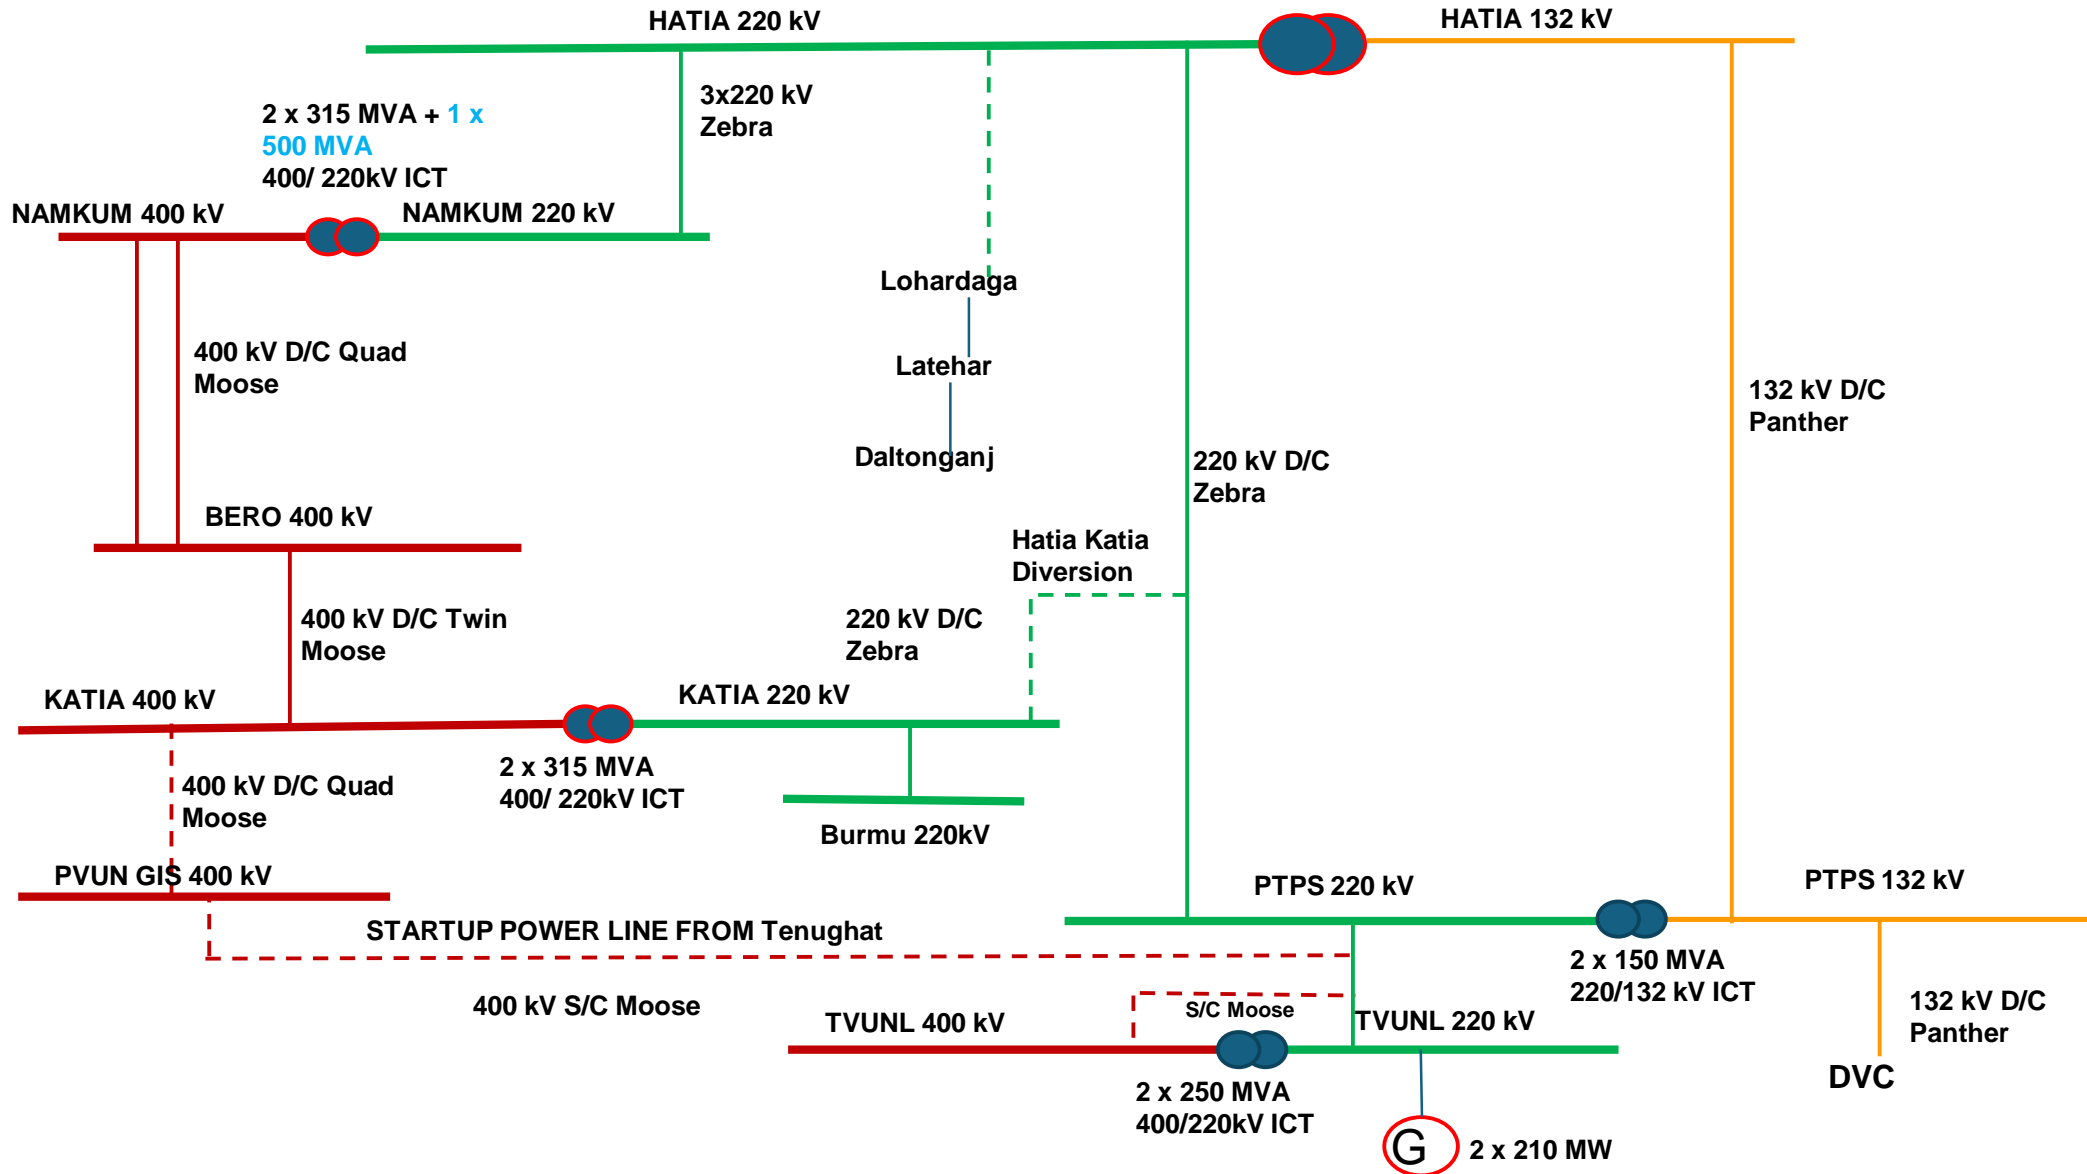 HATIA 220 kV
HATIA 132 kV
3x220 kV
Zebra
2 x 315 MVA + 1 x
500 MVA
400/ 220kV ICT
NAMKUM 400 kV
NAMKUM 220 kV
Lohardaga
400 kV D/C Quad
Moose
Latehar
132 kV D/C
Panther
Daltonganj
220 kV D/C
Zebra
BERO 400 kV
Hatia Katia
Diversion
400 kV D/C Twin
Moose
220 kV D/C
Zebra
KATIA 400 kV
KATIA 220 kV
400 kV D/C Quad
Moose
2 x 315 MVA
400/ 220kV ICT
Burmu 220kV
PVUN GIS 400 kV
PTPS 220 kV
PTPS 132 kV
STARTUP POWER LINE FROM Tenughat
2 x 150 MVA
220/132 kV ICT
400 kV S/C Moose
S/C Moose
TVUNL 400 kV
TVUNL 220 kV
132 kV D/C
Panther
DVC
2 x 250 MVA
400/220kV ICT
G
2 x 210 MW